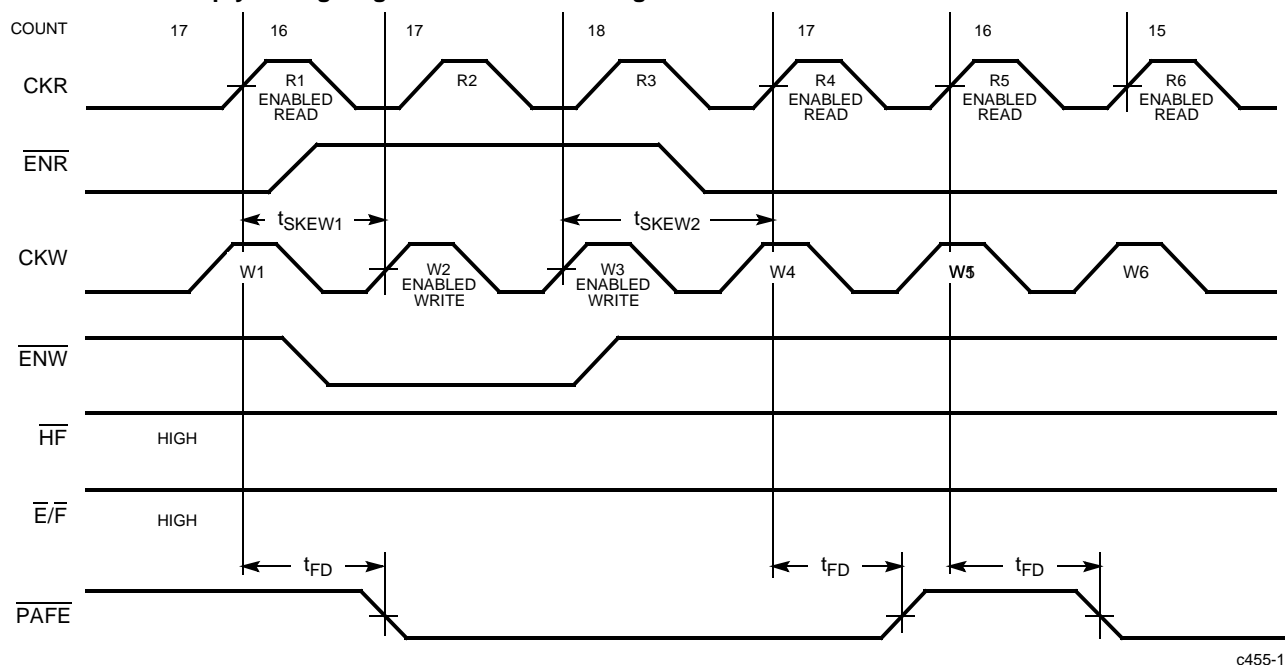 COUNT 17 16 17 18 17 16 15
CKR R1 R2 R3 R4 R5 R6
ENABLED ENABLED ENABLED ENABLED
READ READ READ READ
ENR
tSKEW1 tSKEW2
CKW W1 W2 W3 W4 W5 W6
ENABLED ENABLED
WRITE WRITE
ENW
HF HIGH
E/F HIGH
tFD tFD tFD
PAFE
c455-1